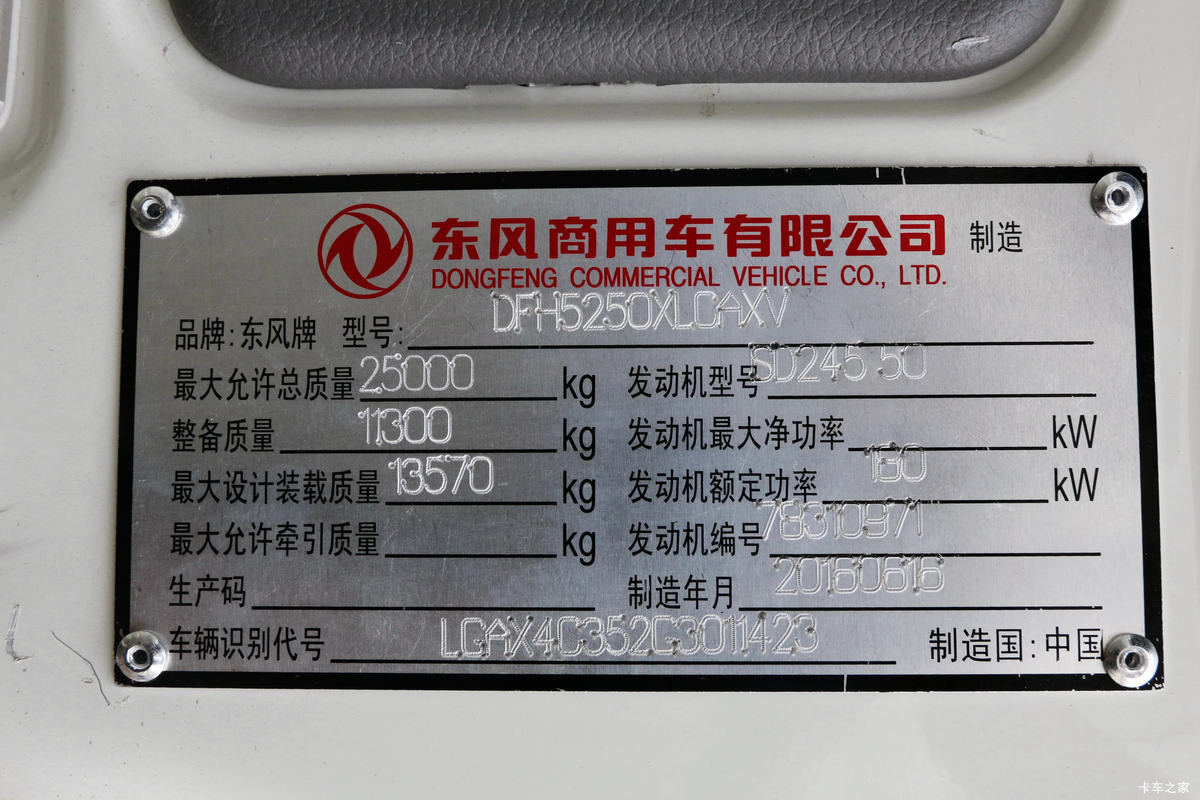 东风商用车有限公司 制造
DONGFENG COMMERCIAL VEHICLE CO., LTD.
品牌:东风牌 型号: DFH5250XLCAXV
最大允许总质量 25000 kg 发动机型号 ISD245 50
整备质量 11300 kg 发动机最大净功率 kW
最大设计装载质量 13570 kg 发动机额定功率 180 kW
最大允许牵引质量 kg 发动机编号 78310971
生产码 制造年月 20160616
车辆识别代号 LGAX4C352G3011423 制造国:中国
卡车之家